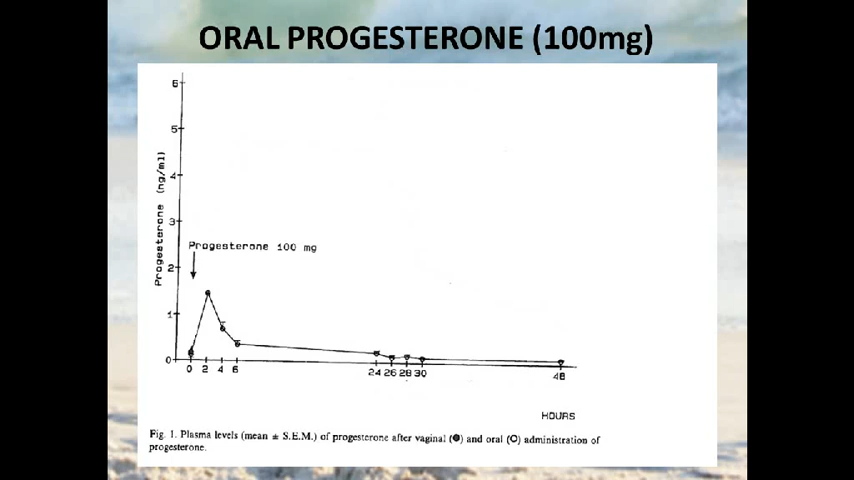 ORAL PROGESTERONE (100mg)
6
5
4
3
2
1
0
Progesterone (ng/ml)
Progesterone 100 mg
0 2 4 6 24 26 28 30 48
HOURS
Fig. 1. Plasma levels (mean ± S.E.M.) of progesterone after vaginal (●) and oral (O) administration of
progesterone.